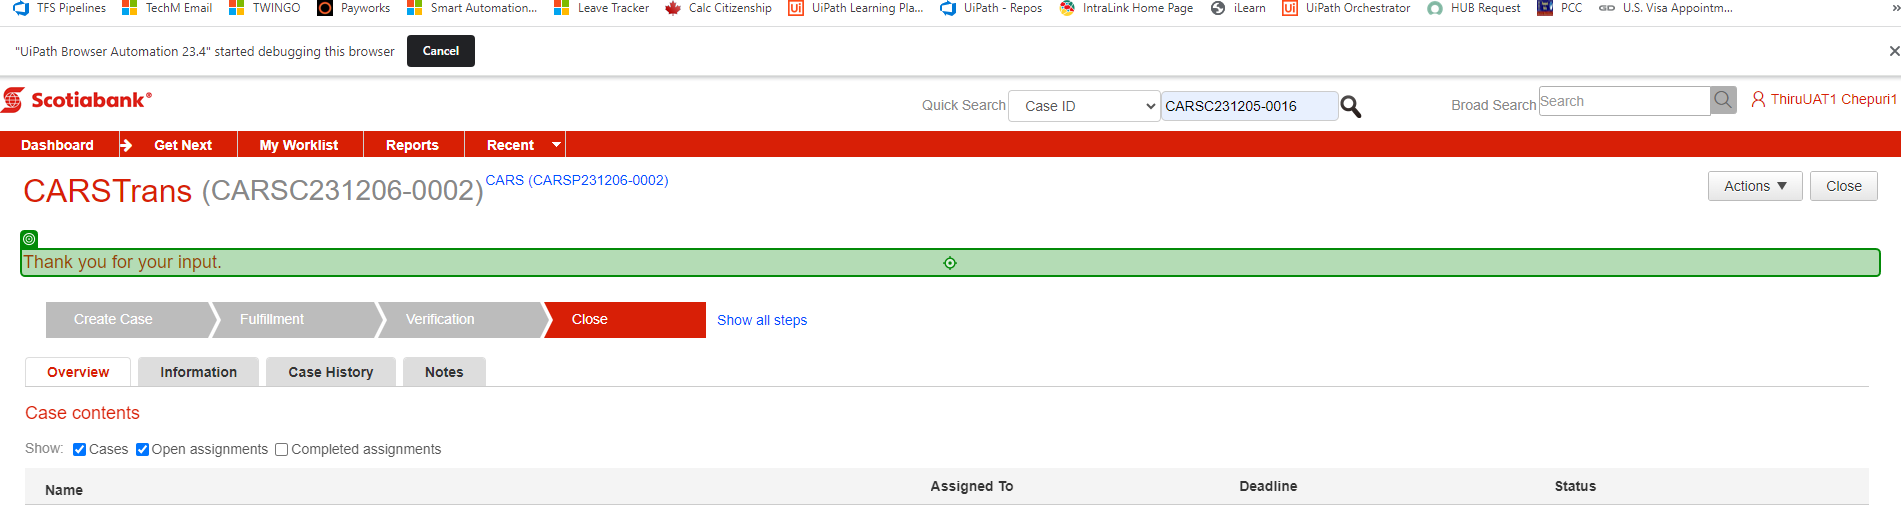 TFS Pipelines TechM Email TWINGO Payworks Smart Automation... Leave Tracker Calc Citizenship UiPath Learning Pla... UiPath - Repos IntraLink Home Page iLearn UiPath Orchestrator HUB Request PCC U.S. Visa Appointm... »
"UiPath Browser Automation 23.4" started debugging this browser Cancel
Scotiabank® Quick Search Case ID CARSC231205-0016 Broad Search Search ThiruUAT1 Chepuri1
Dashboard Get Next My Worklist Reports Recent
CARSTrans (CARSC231206-0002) CARS (CARSP231206-0002) Actions Close
Thank you for your input.
Create Case Fulfillment Verification Close Show all steps
Overview Information Case History Notes
Case contents
Show: Cases Open assignments Completed assignments
Name Assigned To Deadline Status